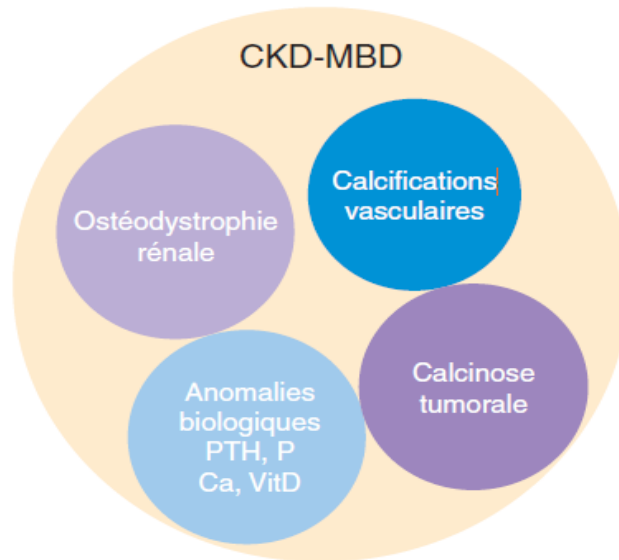 CKD-MBD
Ostéodystrophie
rénale
Calcifications
vasculaires
Anomalies
biologiques
PTH, P
Ca, VitD
Calcinose
tumorale